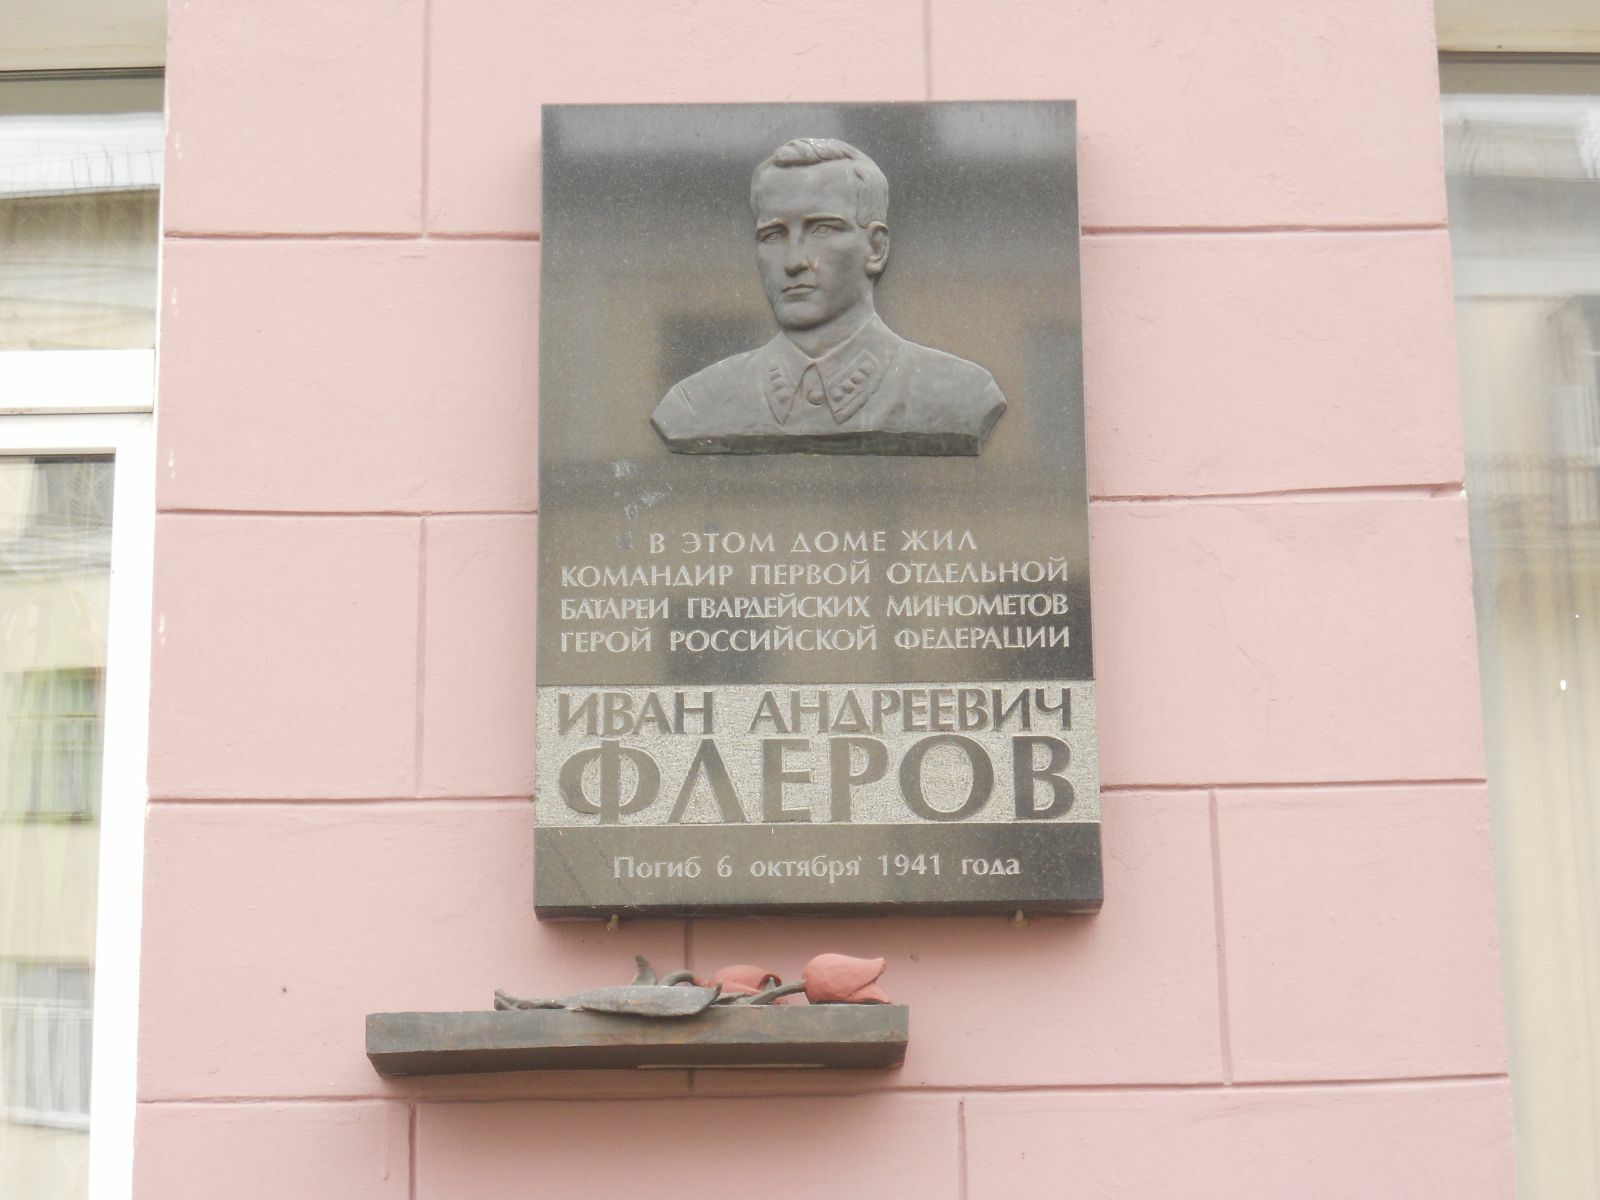 В ЭТОМ ДОМЕ ЖИЛ
КОМАНДИР ПЕРВОЙ ОТДЕЛЬНОЙ
БАТАРЕИ ГВАРДЕЙСКИХ МИНОМЕТОВ
ГЕРОЙ РОССИЙСКОЙ ФЕДЕРАЦИИ
ИВАН АНДРЕЕВИЧ
ФЛЕРОВ
Погиб 6 октября 1941 года